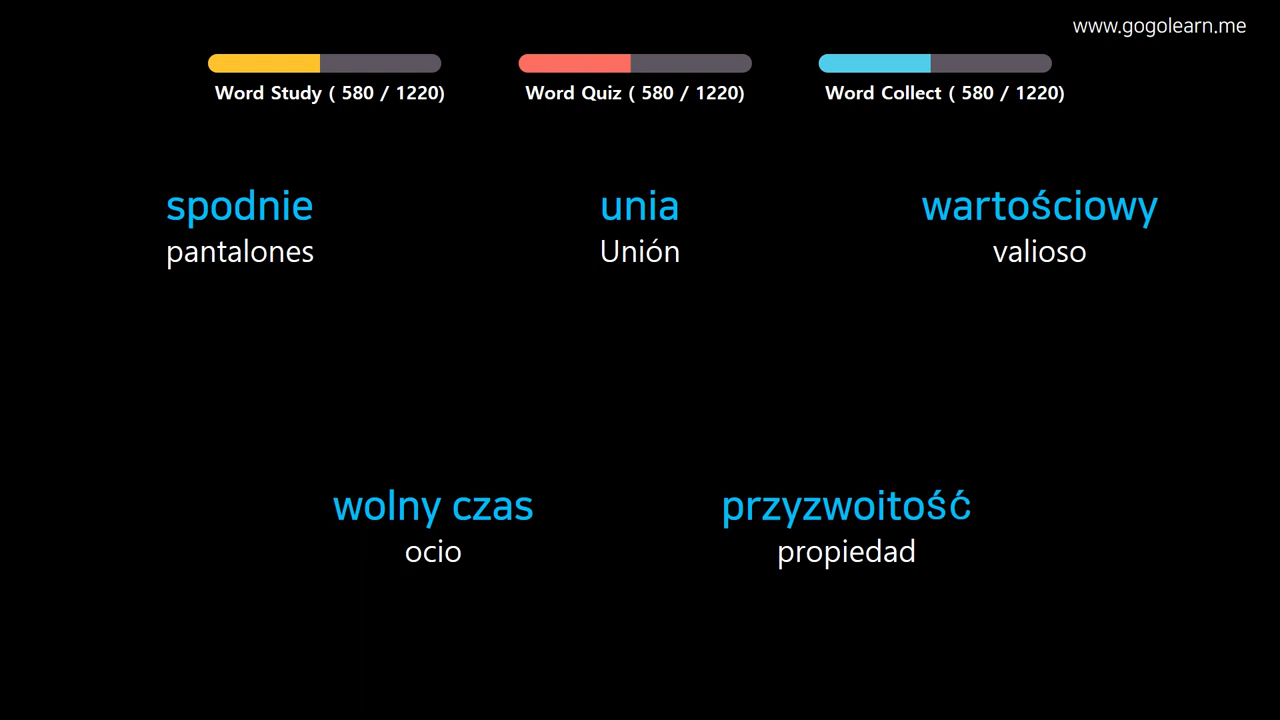 www.gogolearn.me
Word Study ( 580 / 1220)
Word Quiz ( 580 / 1220)
Word Collect ( 580 / 1220)
spodnie
pantalones
unia
Unión
wartościowy
valioso
wolny czas
ocio
przyzwoitość
propiedad